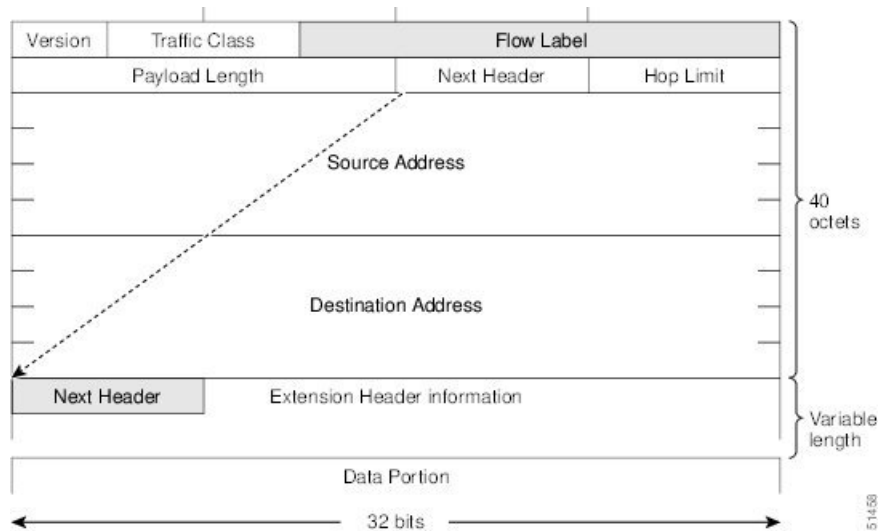 Version Traffic Class Flow Label
Payload Length Next Header Hop Limit
Source Address
40
octets
Destination Address
Next Header Extension Header information
Variable
length
Data Portion
32 bits
51458